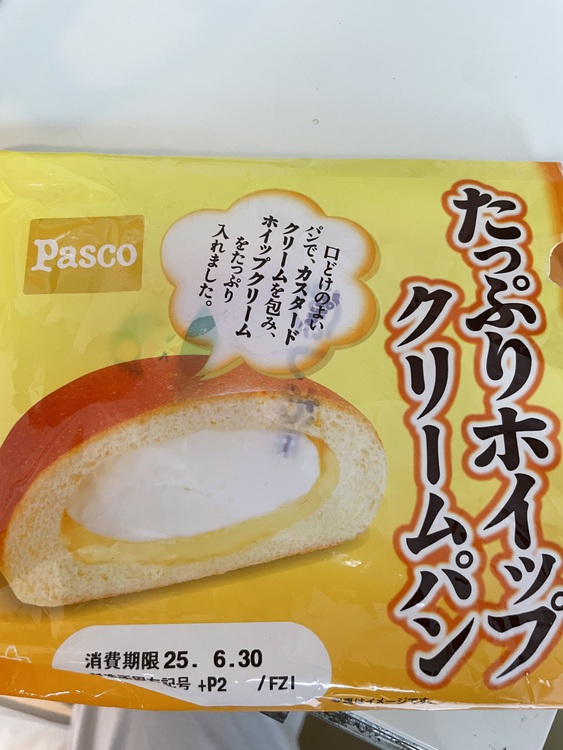 たっぷりホイップ
クリームパン
Pasco
口どけのよい
パンで、カスタード
クリームを包み、
ホイップクリーム
をたっぷり
入れました。
消費期限 25. 6.30
記号 +P2 /FZI